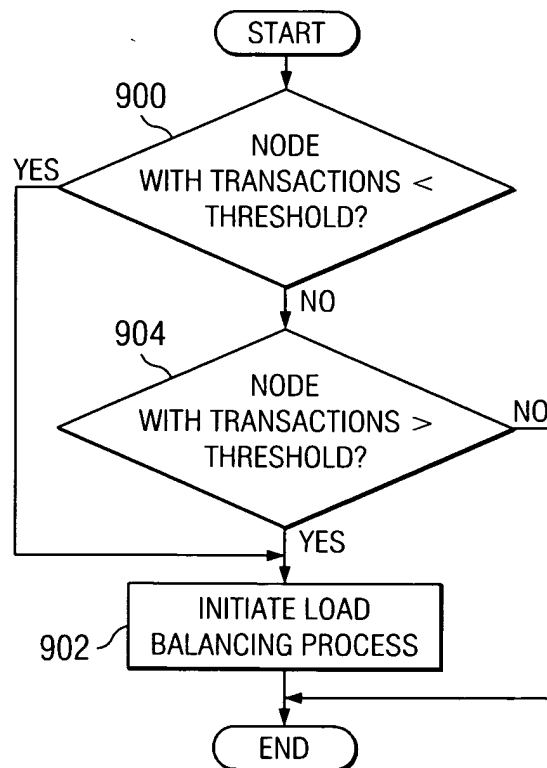 START
900
NODE
WITH TRANSACTIONS <
THRESHOLD?
YES
NO
904
NODE
WITH TRANSACTIONS >
THRESHOLD?
NO
YES
902
INITIATE LOAD
BALANCING PROCESS
END